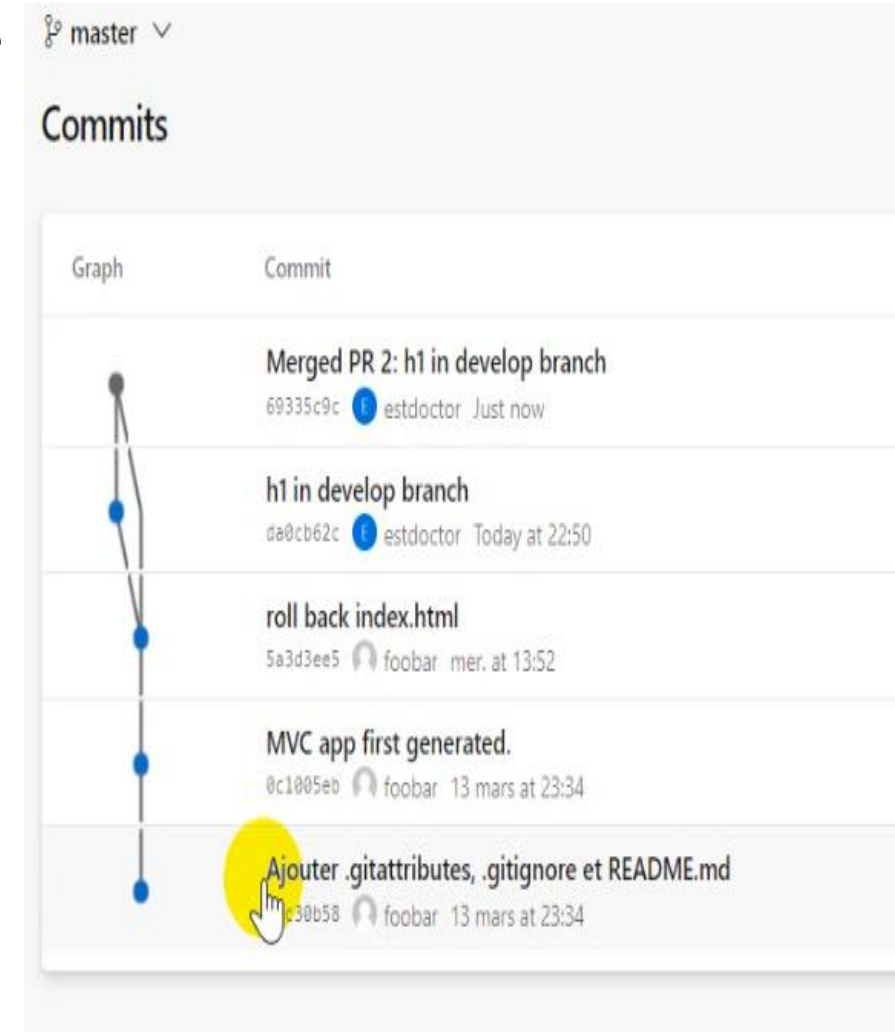 master
Commits
Graph Commit
Merged PR 2: h1 in develop branch
69335c9c E estdoctor Just now
h1 in develop branch
da0cb62c E estdoctor Today at 22:50
roll back index.html
5a3d3ee5 foobar mer. at 13:52
MVC app first generated.
0c1005eb foobar 13 mars at 23:34
Ajouter .gitattributes, .gitignore et README.md
c30b58 foobar 13 mars at 23:34